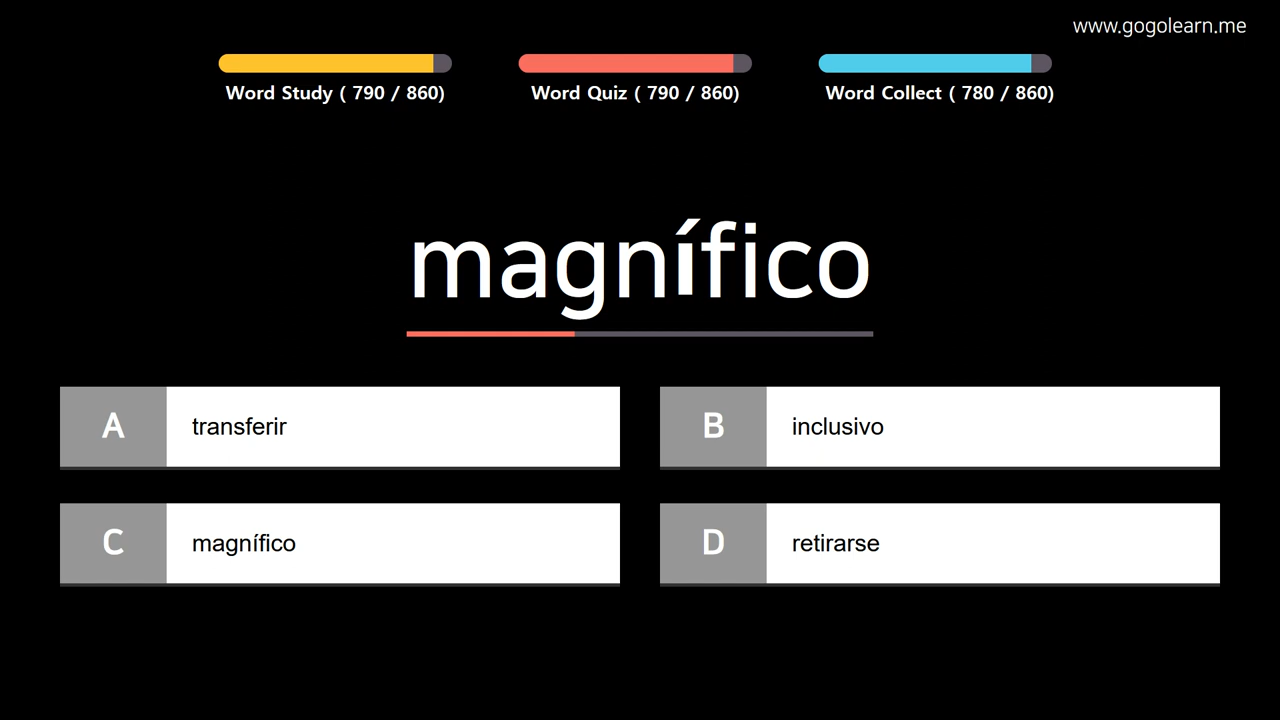 www.gogolearn.me
Word Study ( 790 / 860)
Word Quiz ( 790 / 860)
Word Collect ( 780 / 860)
magnífico
A
transferir
B
inclusivo
C
magnífico
D
retirarse